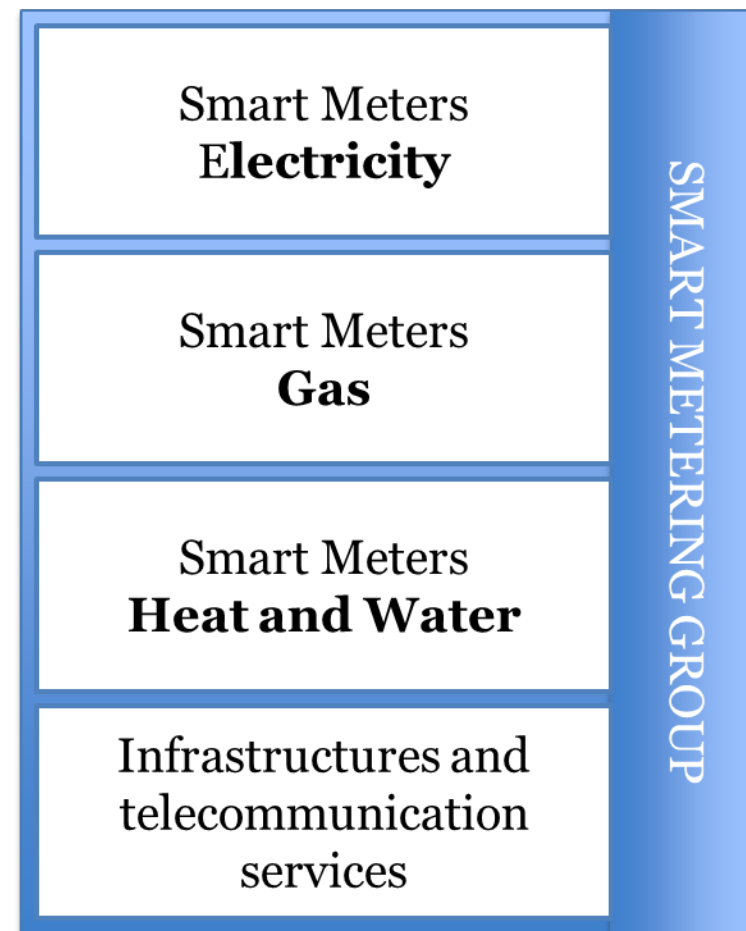 Smart Meters
Electricity
Smart Meters
Gas
Smart Meters
Heat and Water
Infrastructures and
telecommunication
services
SMART METERING GROUP